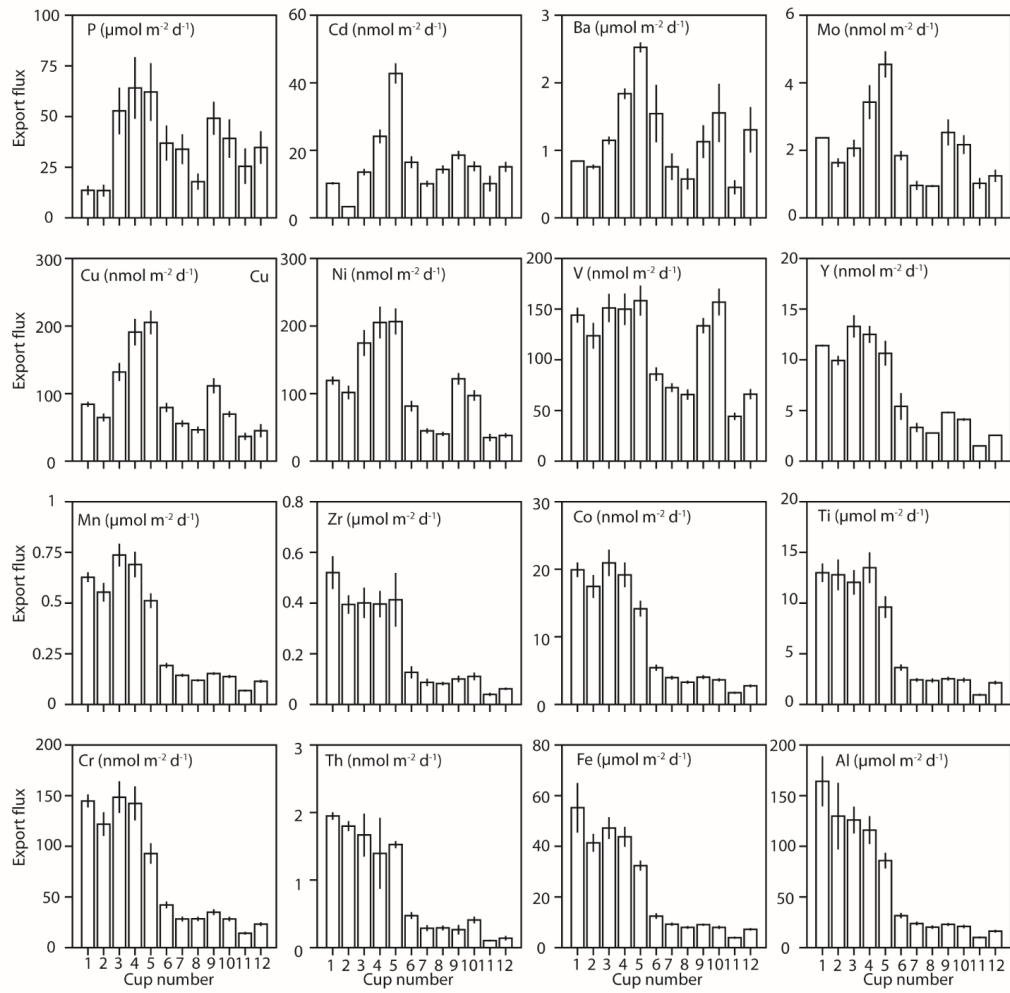 P (µmol m⁻² d⁻¹)
Cd (nmol m⁻² d⁻¹)
Ba (µmol m⁻² d⁻¹)
Mo (nmol m⁻² d⁻¹)
Export flux
100
75
50
25
0
60
40
20
0
3
2
1
0
6
4
2
0
Cu (nmol m⁻² d⁻¹)
Cu
Ni (nmol m⁻² d⁻¹)
V (nmol m⁻² d⁻¹)
Y (nmol m⁻² d⁻¹)
Export flux
300
200
100
0
300
200
100
0
200
150
100
50
0
20
15
10
5
0
Mn (µmol m⁻² d⁻¹)
Zr (µmol m⁻² d⁻¹)
Co (nmol m⁻² d⁻¹)
Ti (µmol m⁻² d⁻¹)
Export flux
1
0.75
0.5
0.25
0
0.8
0.6
0.4
0.2
0
30
20
10
0
20
15
10
5
0
Cr (nmol m⁻² d⁻¹)
Th (nmol m⁻² d⁻¹)
Fe (µmol m⁻² d⁻¹)
Al (µmol m⁻² d⁻¹)
Export flux
200
150
100
50
0
3
2
1
0
80
60
40
20
0
200
150
100
50
0
1 2 3 4 5 6 7 8 9 10 11 12
1 2 3 4 5 6 7 8 9 10 11 12
1 2 3 4 5 6 7 8 9 10 11 12
1 2 3 4 5 6 7 8 9 10 11 12
Cup number
Cup number
Cup number
Cup number